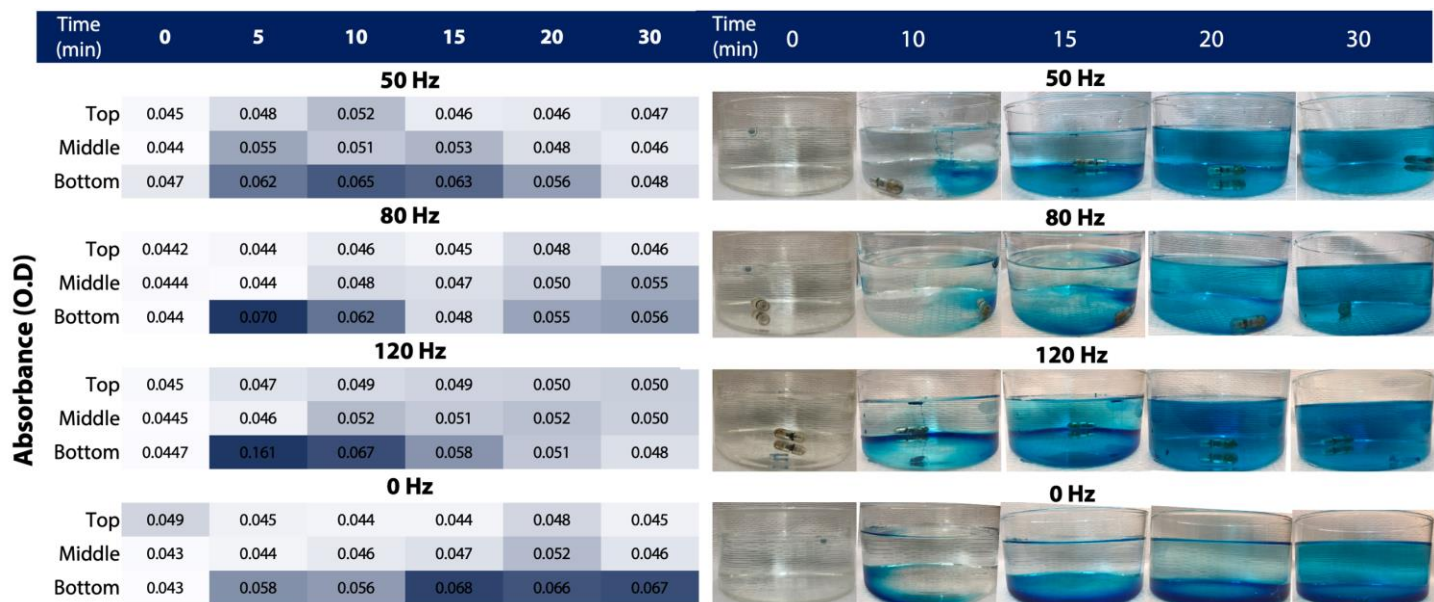 Time (min) 0 5 10 15 20 30 Time (min) 0 10 15 20 30
50 Hz 50 Hz
Top 0.045 0.048 0.052 0.046 0.046 0.047
Middle 0.044 0.055 0.051 0.053 0.048 0.046
Bottom 0.047 0.062 0.065 0.063 0.056 0.048
80 Hz 80 Hz
Top 0.0442 0.044 0.046 0.045 0.048 0.046
Middle 0.0444 0.044 0.048 0.047 0.050 0.055
Bottom 0.044 0.070 0.062 0.048 0.055 0.056
120 Hz 120 Hz
Top 0.045 0.047 0.049 0.049 0.050 0.050
Middle 0.0445 0.046 0.052 0.051 0.052 0.050
Bottom 0.0447 0.161 0.067 0.058 0.051 0.048
0 Hz 0 Hz
Top 0.049 0.045 0.044 0.044 0.048 0.045
Middle 0.043 0.044 0.046 0.047 0.052 0.046
Bottom 0.043 0.058 0.056 0.068 0.066 0.067
Absorbance (O.D)